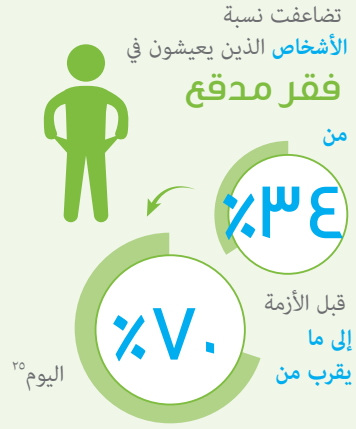 تضاعفت نسبة
الأشخاص الذين يعيشون في
فقر مدقع
من
٣٤٪
قبل الأزمة
إلى ما
يقرب من
٧٠٪
اليوم٢٥